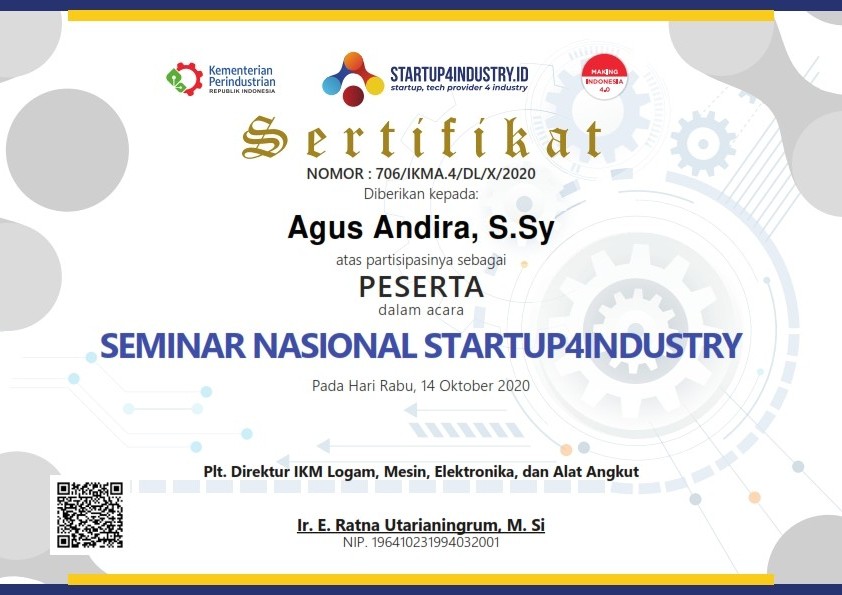 Kementerian
Perindustrian
REPUBLIK INDONESIA
STARTUP4INDUSTRY.ID
startup, tech provider 4 industry
MAKING
INDONESIA
4.0
Sertifikat
NOMOR : 706/IKMA.4/DL/X/2020
Diberikan kepada:
Agus Andira, S.Sy
atas partisipasinya sebagai
PESERTA
dalam acara
SEMINAR NASIONAL STARTUP4INDUSTRY
Pada Hari Rabu, 14 Oktober 2020
Plt. Direktur IKM Logam, Mesin, Elektronika, dan Alat Angkut
Ir. E. Ratna Utarianingrum, M. Si
NIP. 196410231994032001